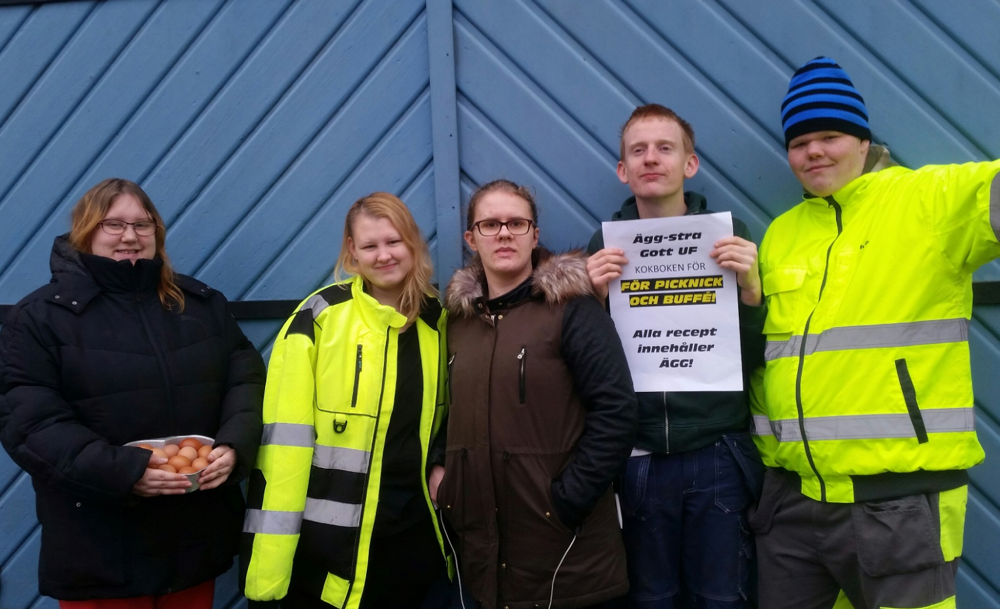 Ägg-stra
Gott UF
KOKBOKEN FÖR
FÖR PICKNICK
OCH BUFFÉ!
Alla recept
innehåller
ÄGG!